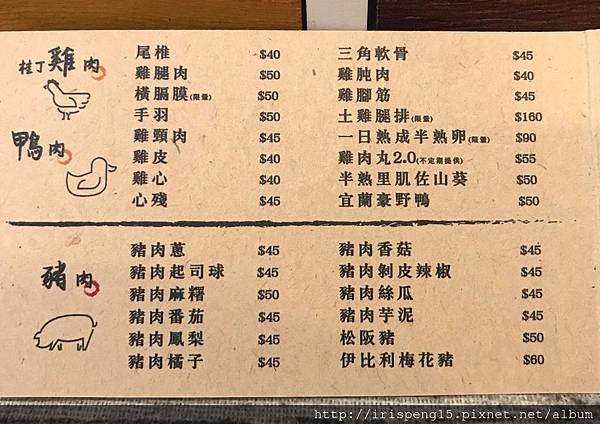 桂丁雞肉
鴨肉
尾椎 $40
雞腿肉 $50
橫膈膜(限量) $50
手羽 $50
雞頸肉 $45
雞皮 $40
雞心 $40
心殘 $45
三角軟骨 $45
雞肫肉 $40
雞腳筋 $45
土雞腿排(限量) $160
一日熟成半熟卵(限量) $90
雞肉丸2.0(不定期提供) $55
半熟里肌佐山葵 $50
宜蘭豪野鴨 $50
豬肉
豬肉蔥 $45
豬肉起司球 $45
豬肉麻糬 $50
豬肉番茄 $45
豬肉鳳梨 $45
豬肉橘子 $45
豬肉香菇 $45
豬肉剝皮辣椒 $45
豬肉絲瓜 $45
豬肉芋泥 $45
松阪豬 $50
伊比利梅花豬 $60
http://irispeng15.pixnet.net/album